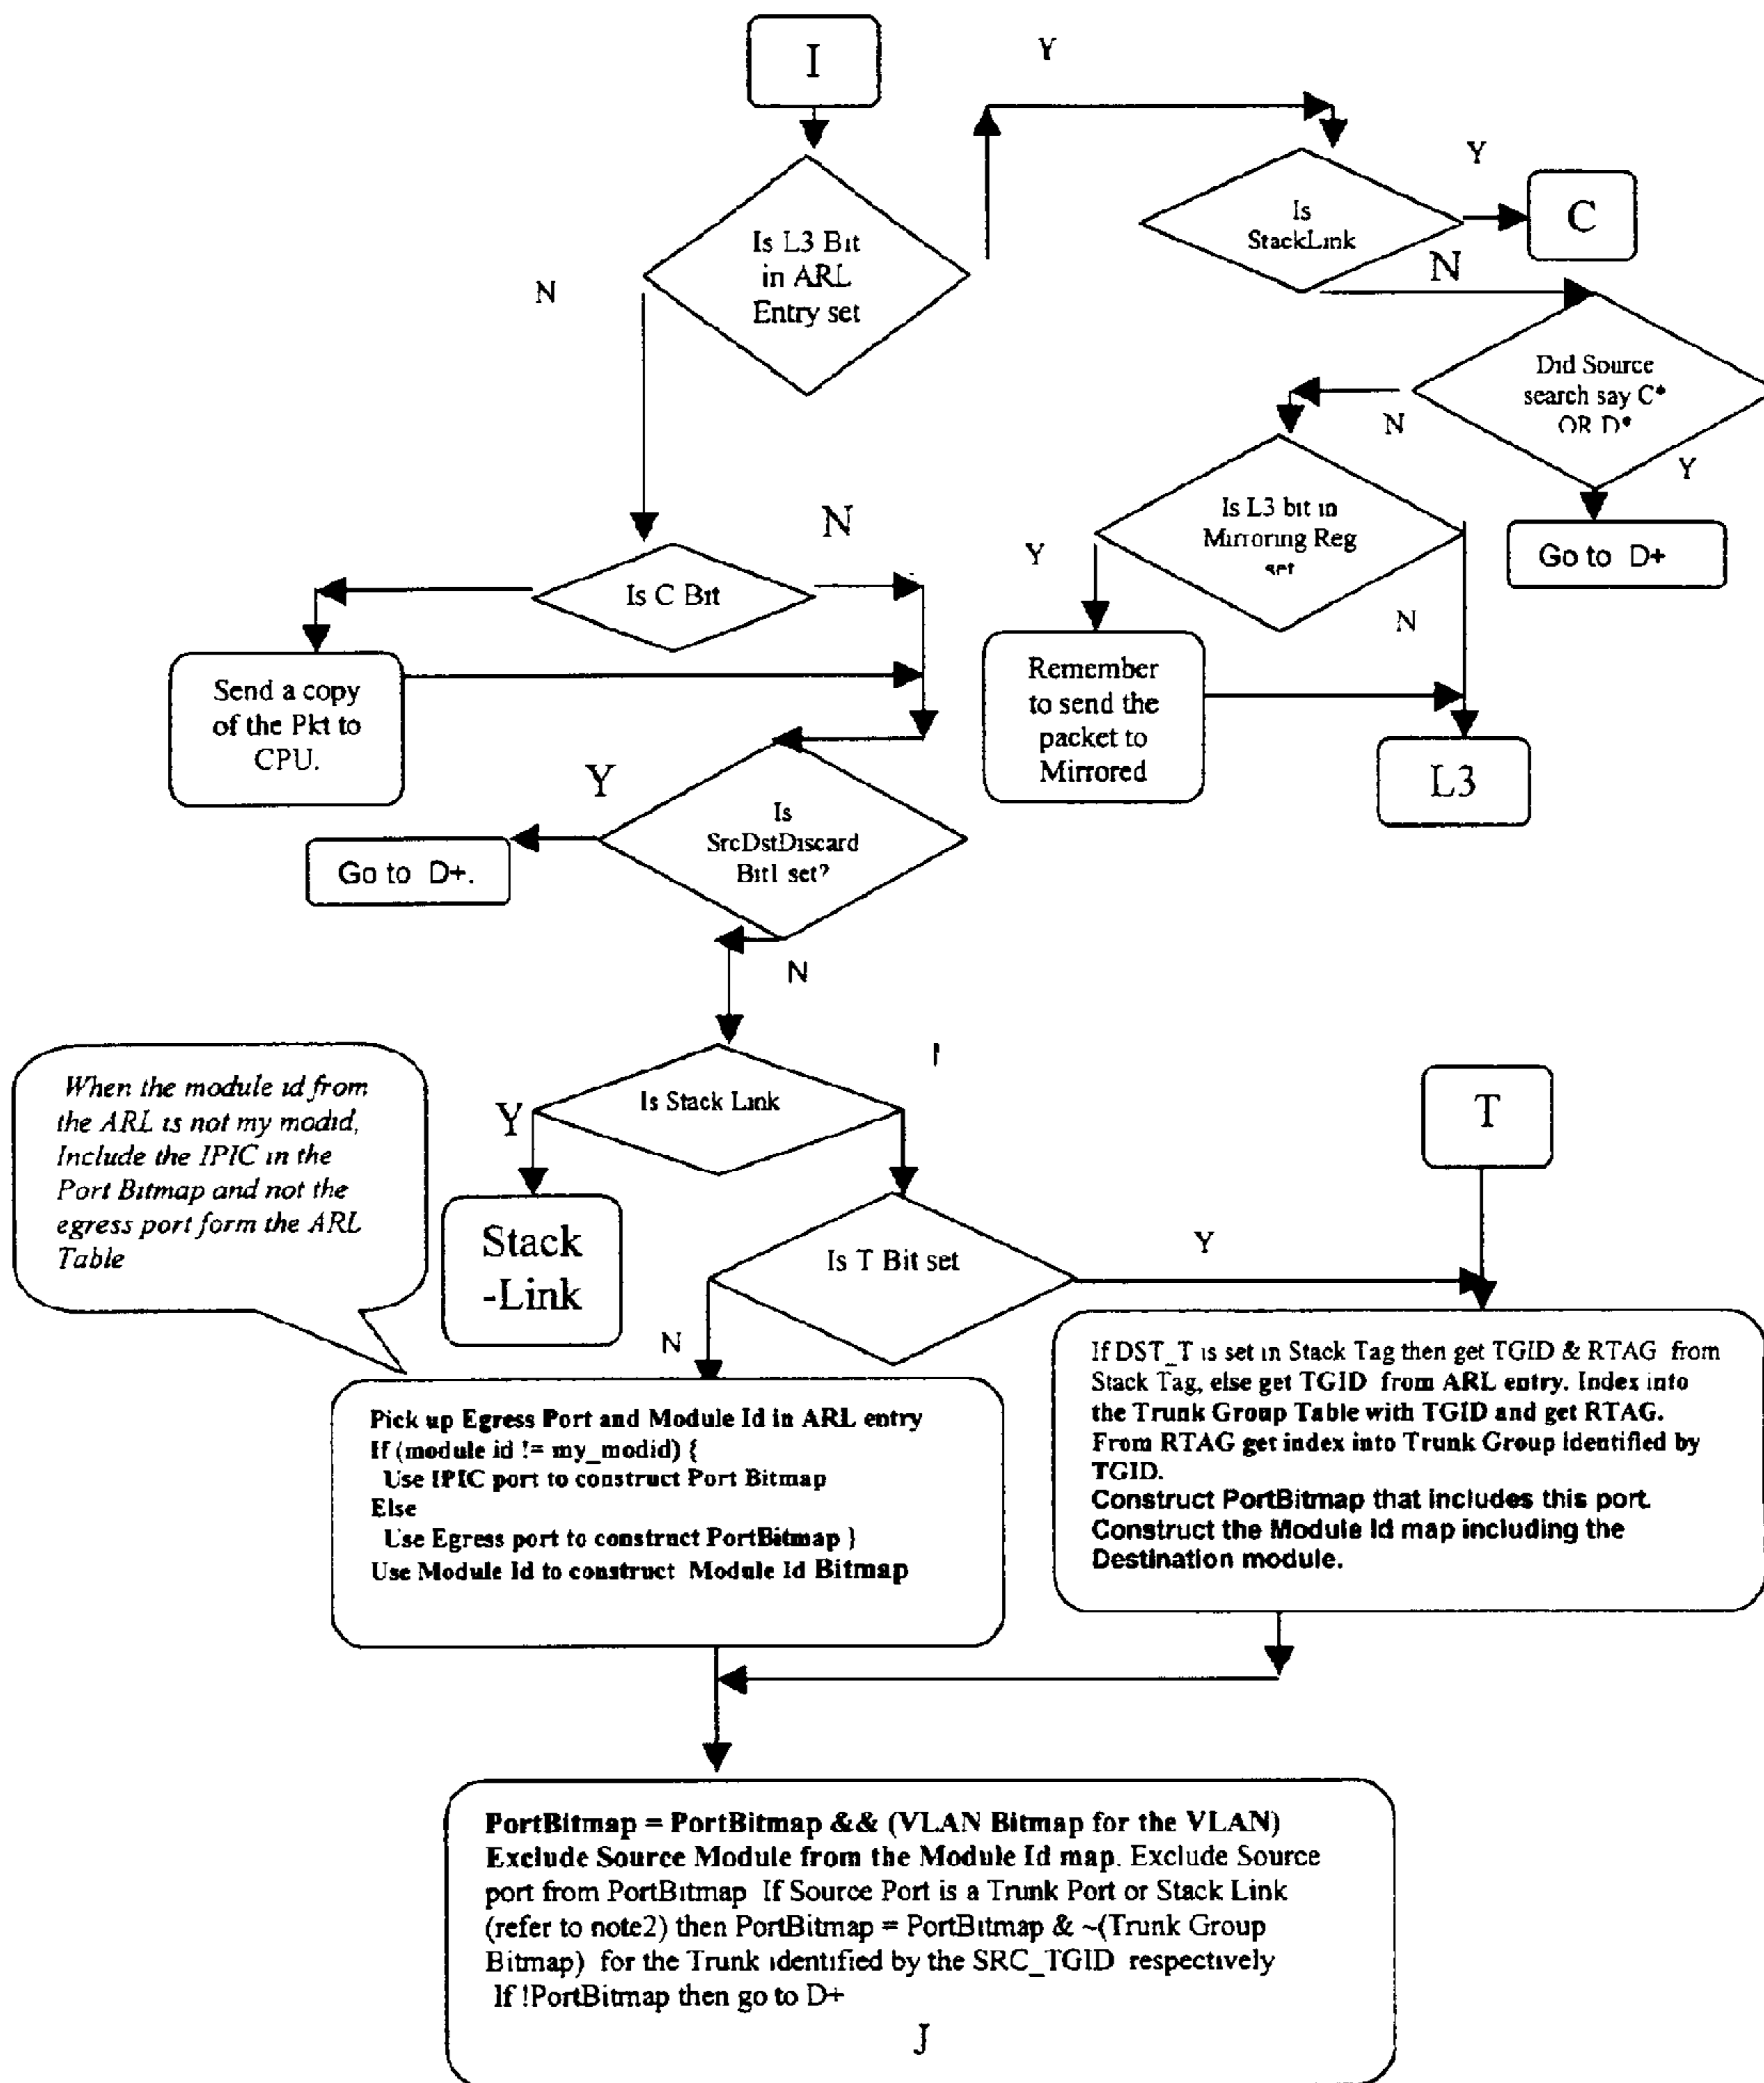 I
Y
Is L3 Bit
in ARL
Entry set
N
Is
StackLink
Y
C
N
Did Source
search say C*
OR D*
N
Y
Go to D+
Is L3 bit in
Mirroring Reg
set
Y
N
Remember
to send the
packet to
Mirrored
L3
N
Is C Bit
Send a copy
of the Pkt to
CPU.
Y
Is
SrcDstDiscard
Bit1 set?
Go to D+.
N
When the module id from
the ARL is not my modid,
Include the IPIC in the
Port Bitmap and not the
egress port form the ARL
Table
Is Stack Link
Y
Stack
-Link
T
Is T Bit set
Y
N
Pick up Egress Port and Module Id in ARL entry
If (module id != my_modid) {
Use IPIC port to construct Port Bitmap
Else
Use Egress port to construct PortBitmap }
Use Module Id to construct Module Id Bitmap
If DST_T is set in Stack Tag then get TGID & RTAG from
Stack Tag, else get TGID from ARL entry. Index into
the Trunk Group Table with TGID and get RTAG.
From RTAG get index into Trunk Group identified by
TGID.
Construct PortBitmap that includes this port.
Construct the Module Id map including the
Destination module.
PortBitmap = PortBitmap && (VLAN Bitmap for the VLAN)
Exclude Source Module from the Module Id map. Exclude Source
port from PortBitmap If Source Port is a Trunk Port or Stack Link
(refer to note2) then PortBitmap = PortBitmap & ~(Trunk Group
Bitmap) for the Trunk identified by the SRC_TGID respectively
If !PortBitmap then go to D+
J